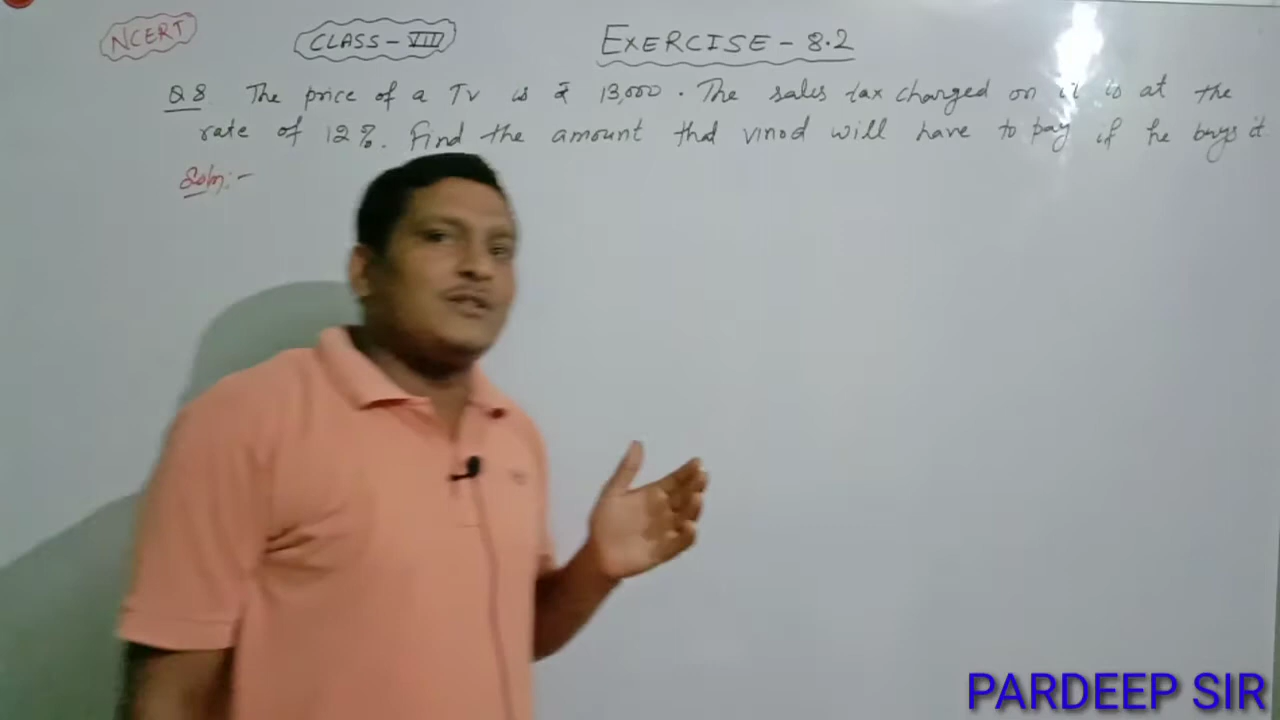 NCERT CLASS-VIII EXERCISE-8.2
Q8 The price of a TV is ₹ 13,000. The sales tax charged on it is at the
rate of 12%. Find the amount that vinod will have to pay if he buys it
Soln:-
PARDEEP SIR